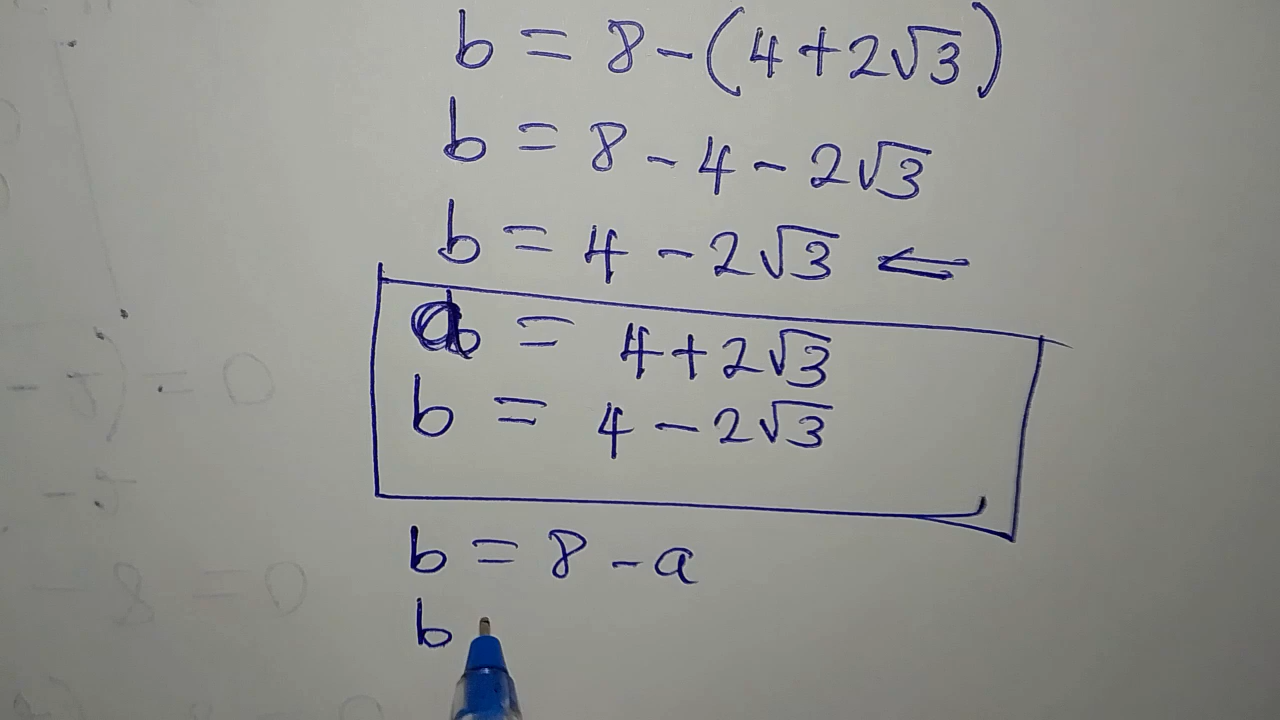 b = 8 - (4 + 2√3)
b = 8 - 4 - 2√3
b = 4 - 2√3 ⇐
a = 4 + 2√3
b = 4 - 2√3
b = 8 - a
b